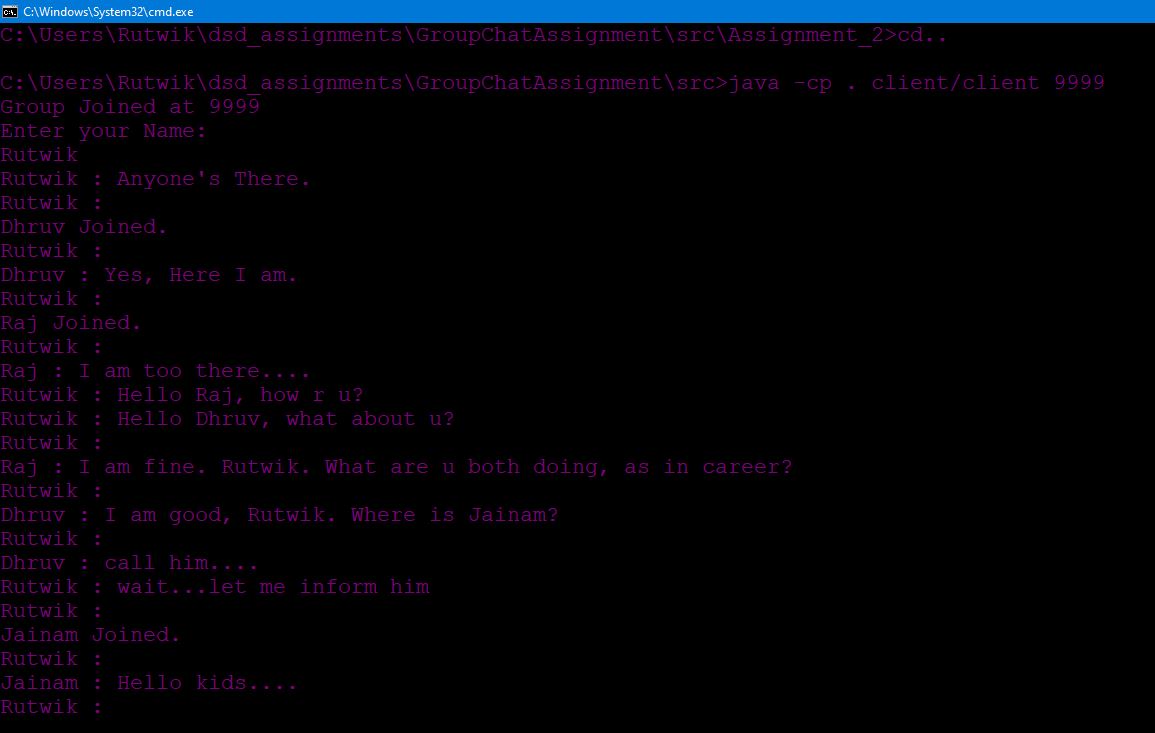 C:\Windows\System32\cmd.exe
C:\Users\Rutwik\dsd_assignments\GroupChatAssignment\src\Assignment_2>cd..
C:\Users\Rutwik\dsd_assignments\GroupChatAssignment\src>java -cp . client/client 9999
Group Joined at 9999
Enter your Name:
Rutwik
Rutwik : Anyone's There.
Rutwik :
Dhruv Joined.
Rutwik :
Dhruv : Yes, Here I am.
Rutwik :
Raj Joined.
Rutwik :
Raj : I am too there....
Rutwik : Hello Raj, how r u?
Rutwik : Hello Dhruv, what about u?
Rutwik :
Raj : I am fine. Rutwik. What are u both doing, as in career?
Rutwik :
Dhruv : I am good, Rutwik. Where is Jainam?
Rutwik :
Dhruv : call him....
Rutwik : wait...let me inform him
Rutwik :
Jainam Joined.
Rutwik :
Jainam : Hello kids....
Rutwik :